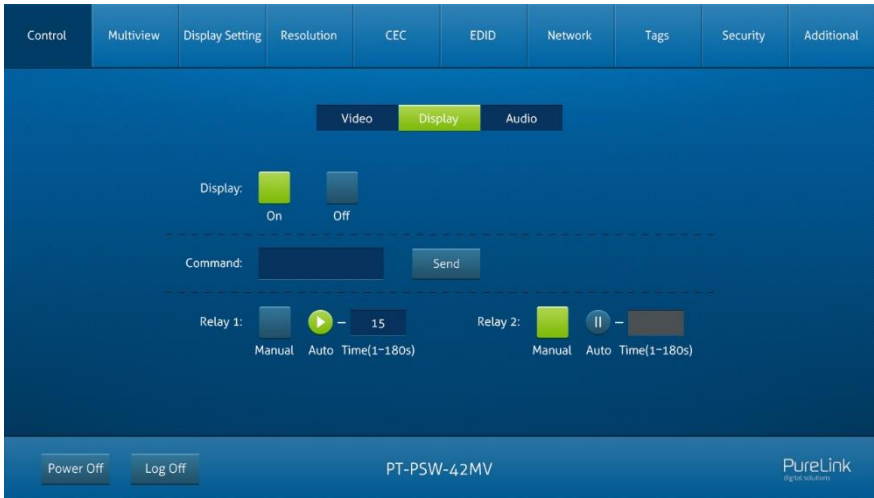 Control Multiview Display Setting Resolution CEC EDID Network Tags Security Additional
Video Display Audio
Display:
On Off
Command: Send
Relay 1: 15 Relay 2:
Manual Auto Time(1~180s) Manual Auto Time(1~180s)
Power Off Log Off PT-PSW-42MV PureLink
digital solutions